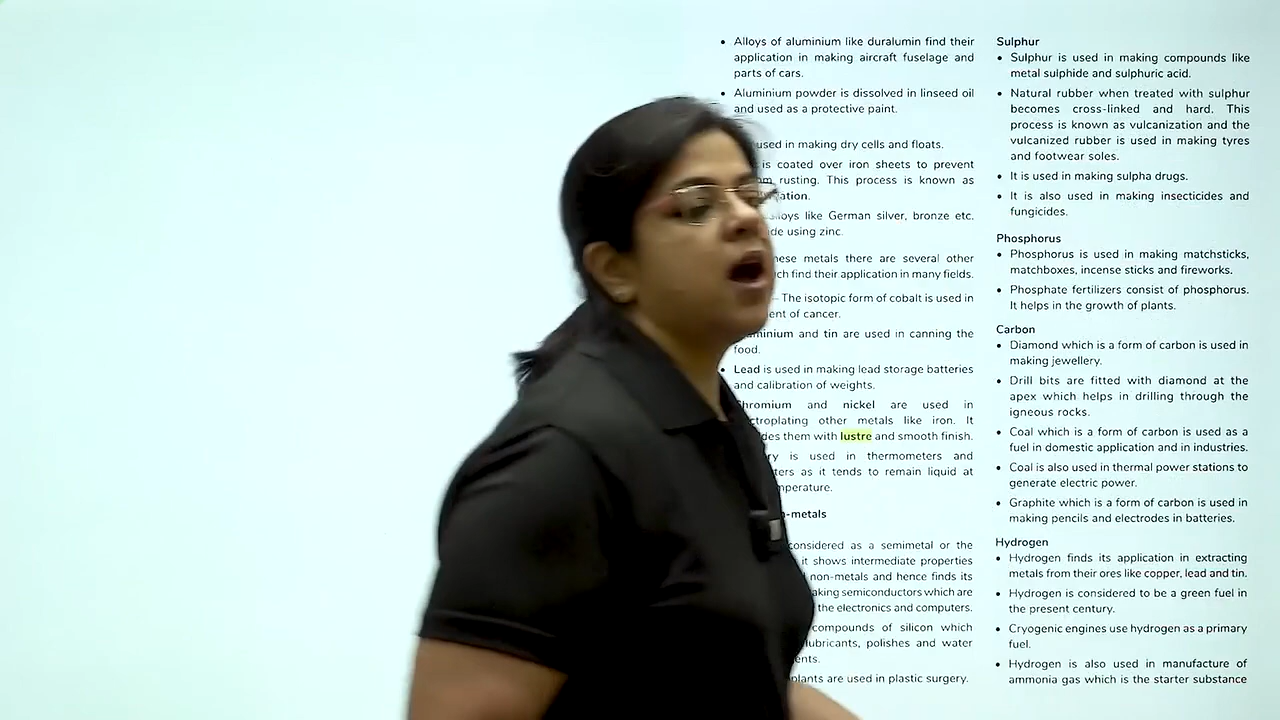 Alloys of aluminium like duralumin find their
application in making aircraft fuselage and
parts of cars.
Aluminium powder is dissolved in linseed oil
and used as a protective paint.
used in making dry cells and floats.
is coated over iron sheets to prevent
rusting. This process is known as
like German silver, bronze etc.
using zinc.
metals there are several other
find their application in many fields.
– The isotopic form of cobalt is used in
of cancer.
and tin are used in canning the
food.
Lead is used in making lead storage batteries
and calibration of weights.
Chromium and nickel are used in
other metals like iron. It
them with lustre and smooth finish.
is used in thermometers and
as it tends to remain liquid at
considered as a semimetal or the
it shows intermediate properties
non-metals and hence finds its
semiconductors which are
the electronics and computers.
compounds of silicon which
lubricants, polishes and water
are used in plastic surgery.
Sulphur
Sulphur is used in making compounds like
metal sulphide and sulphuric acid.
Natural rubber when treated with sulphur
becomes cross-linked and hard. This
process is known as vulcanization and the
vulcanized rubber is used in making tyres
and footwear soles.
It is used in making sulpha drugs.
It is also used in making insecticides and
fungicides.
Phosphorus
Phosphorus is used in making matchsticks,
matchboxes, incense sticks and fireworks.
Phosphate fertilizers consist of phosphorus.
It helps in the growth of plants.
Carbon
Diamond which is a form of carbon is used in
making jewellery.
Drill bits are fitted with diamond at the
apex which helps in drilling through the
igneous rocks.
Coal which is a form of carbon is used as a
fuel in domestic application and in industries.
Coal is also used in thermal power stations to
generate electric power.
Graphite which is a form of carbon is used in
making pencils and electrodes in batteries.
Hydrogen
Hydrogen finds its application in extracting
metals from their ores like copper, lead and tin.
Hydrogen is considered to be a green fuel in
the present century.
Cryogenic engines use hydrogen as a primary
fuel.
Hydrogen is also used in manufacture of
ammonia gas which is the starter substance